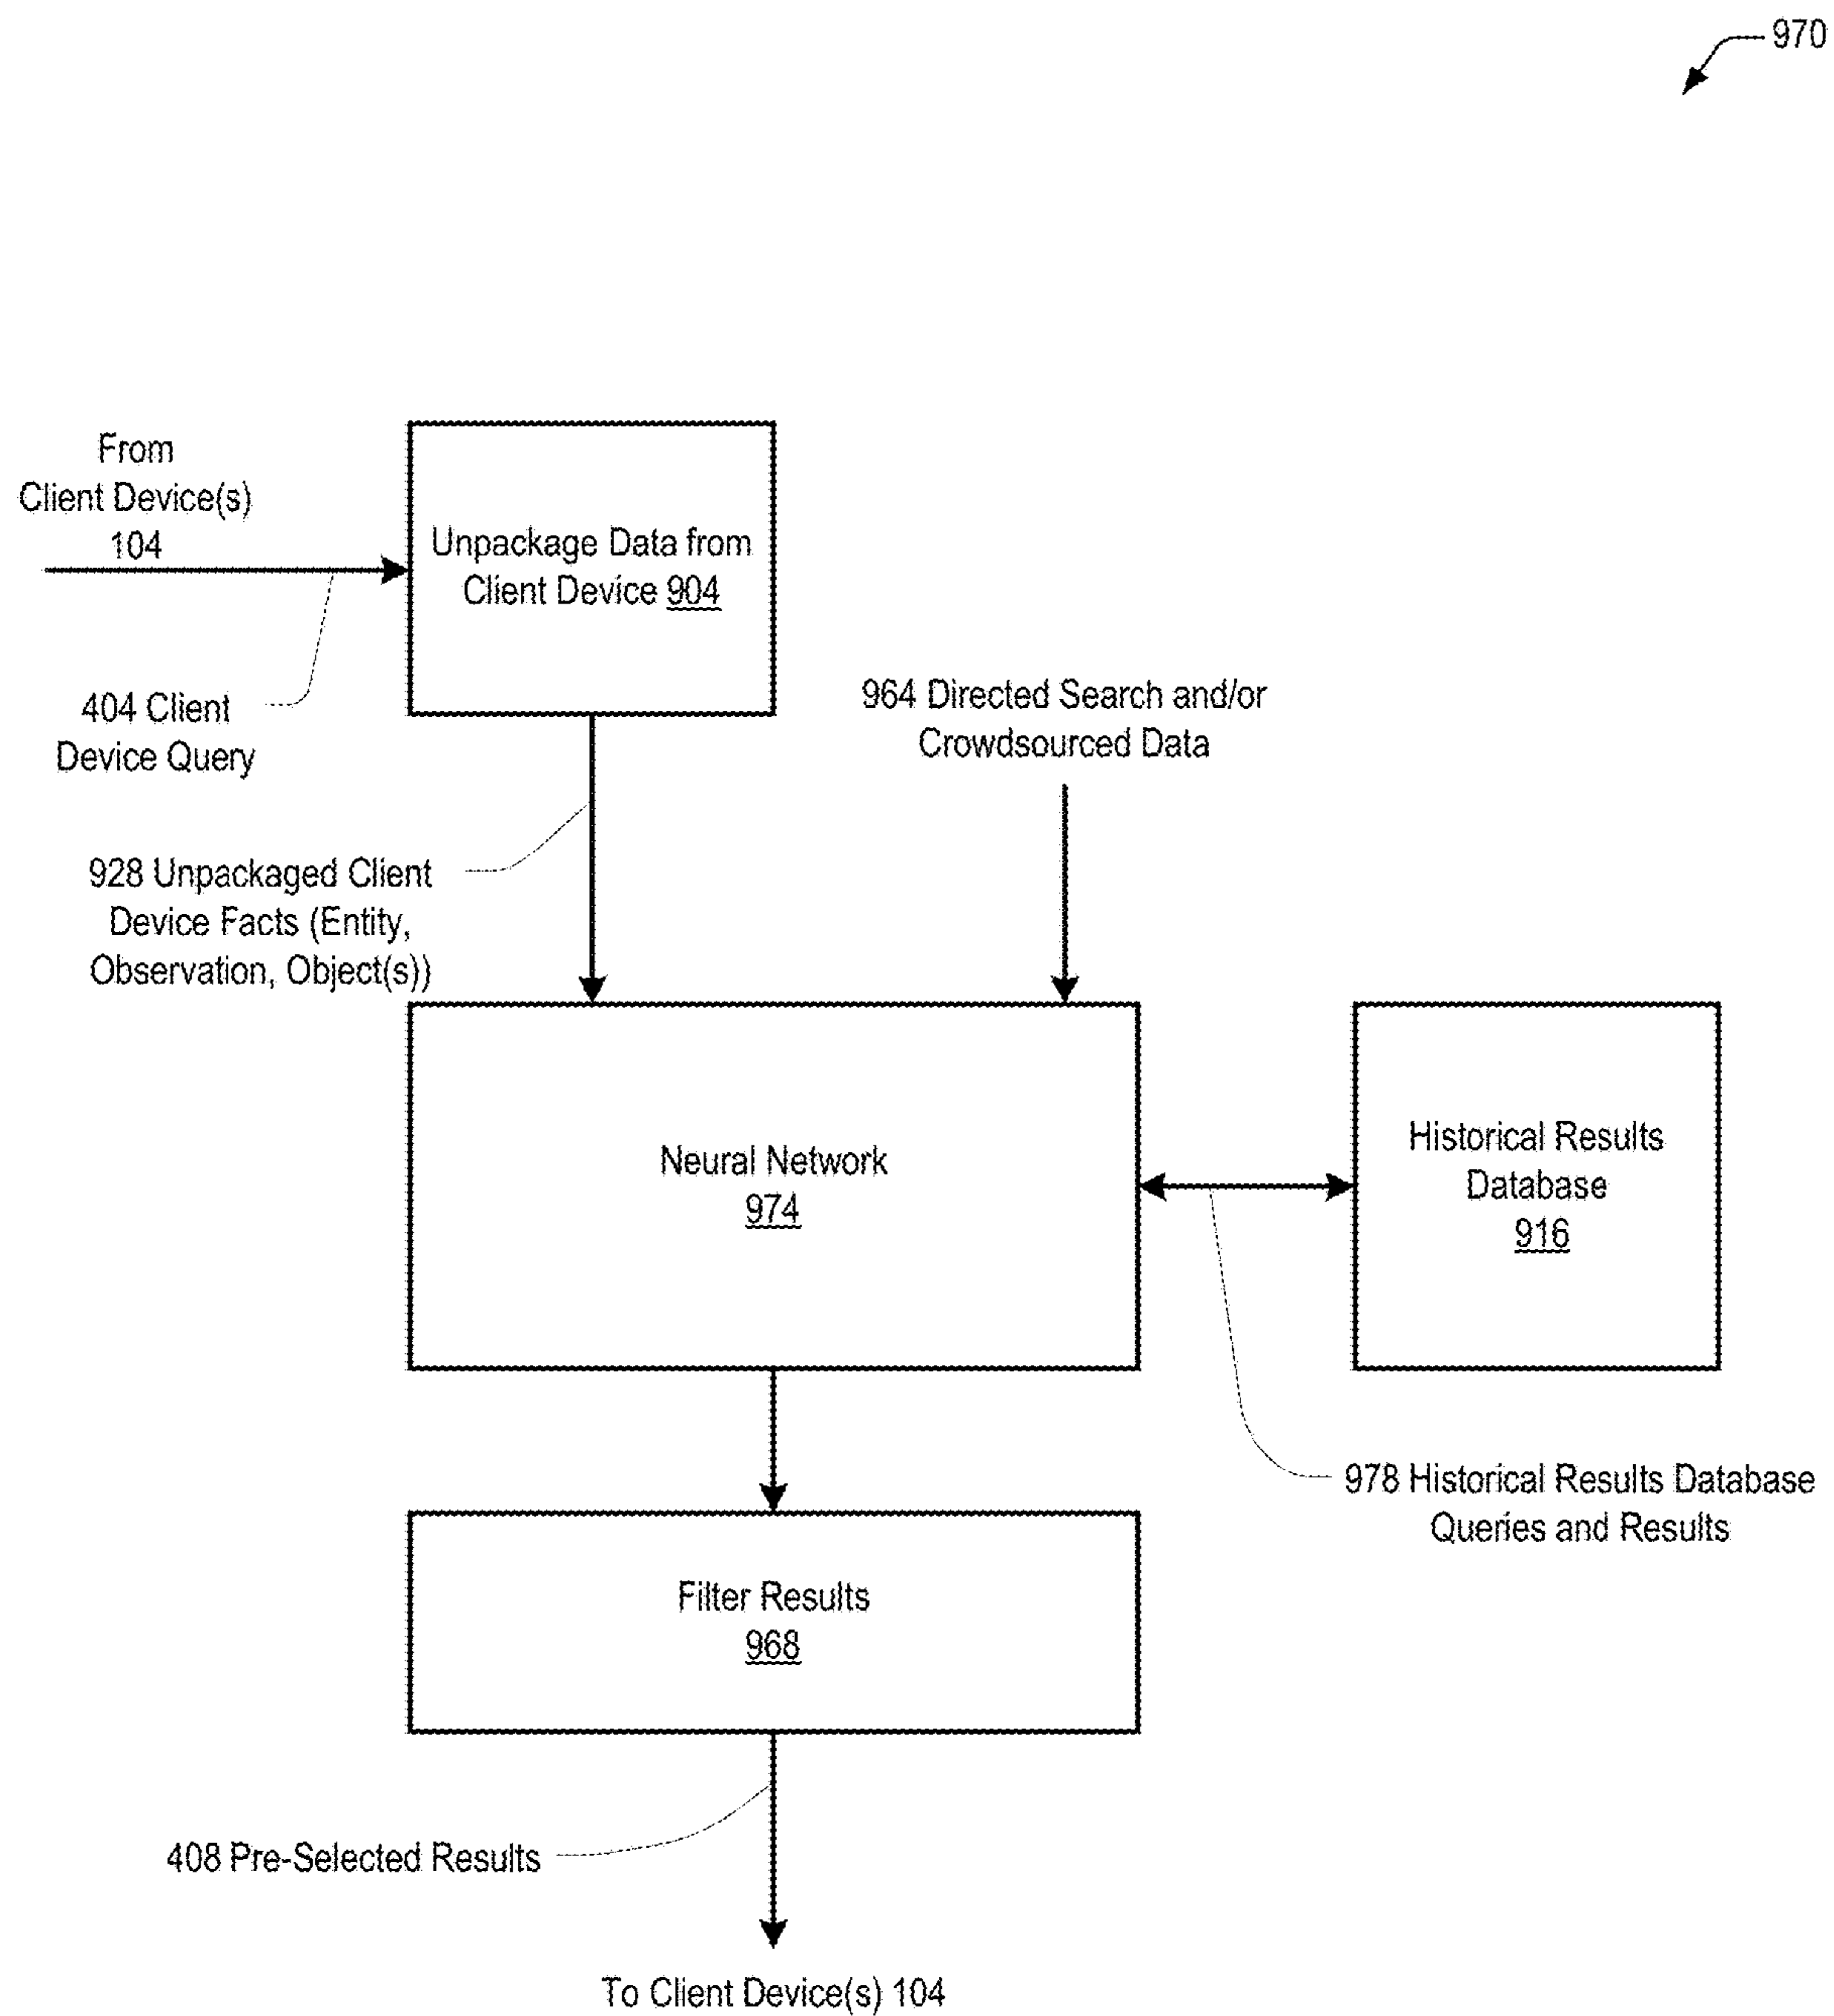 970
From
Client Device(s)
104
Unpackage Data from
Client Device 904
404 Client
Device Query
964 Directed Search and/or
Crowdsourced Data
928 Unpackaged Client
Device Facts (Entity,
Observation, Object(s))
Neural Network
974
Historical Results
Database
916
978 Historical Results Database
Queries and Results
Filter Results
968
408 Pre-Selected Results
To Client Device(s) 104